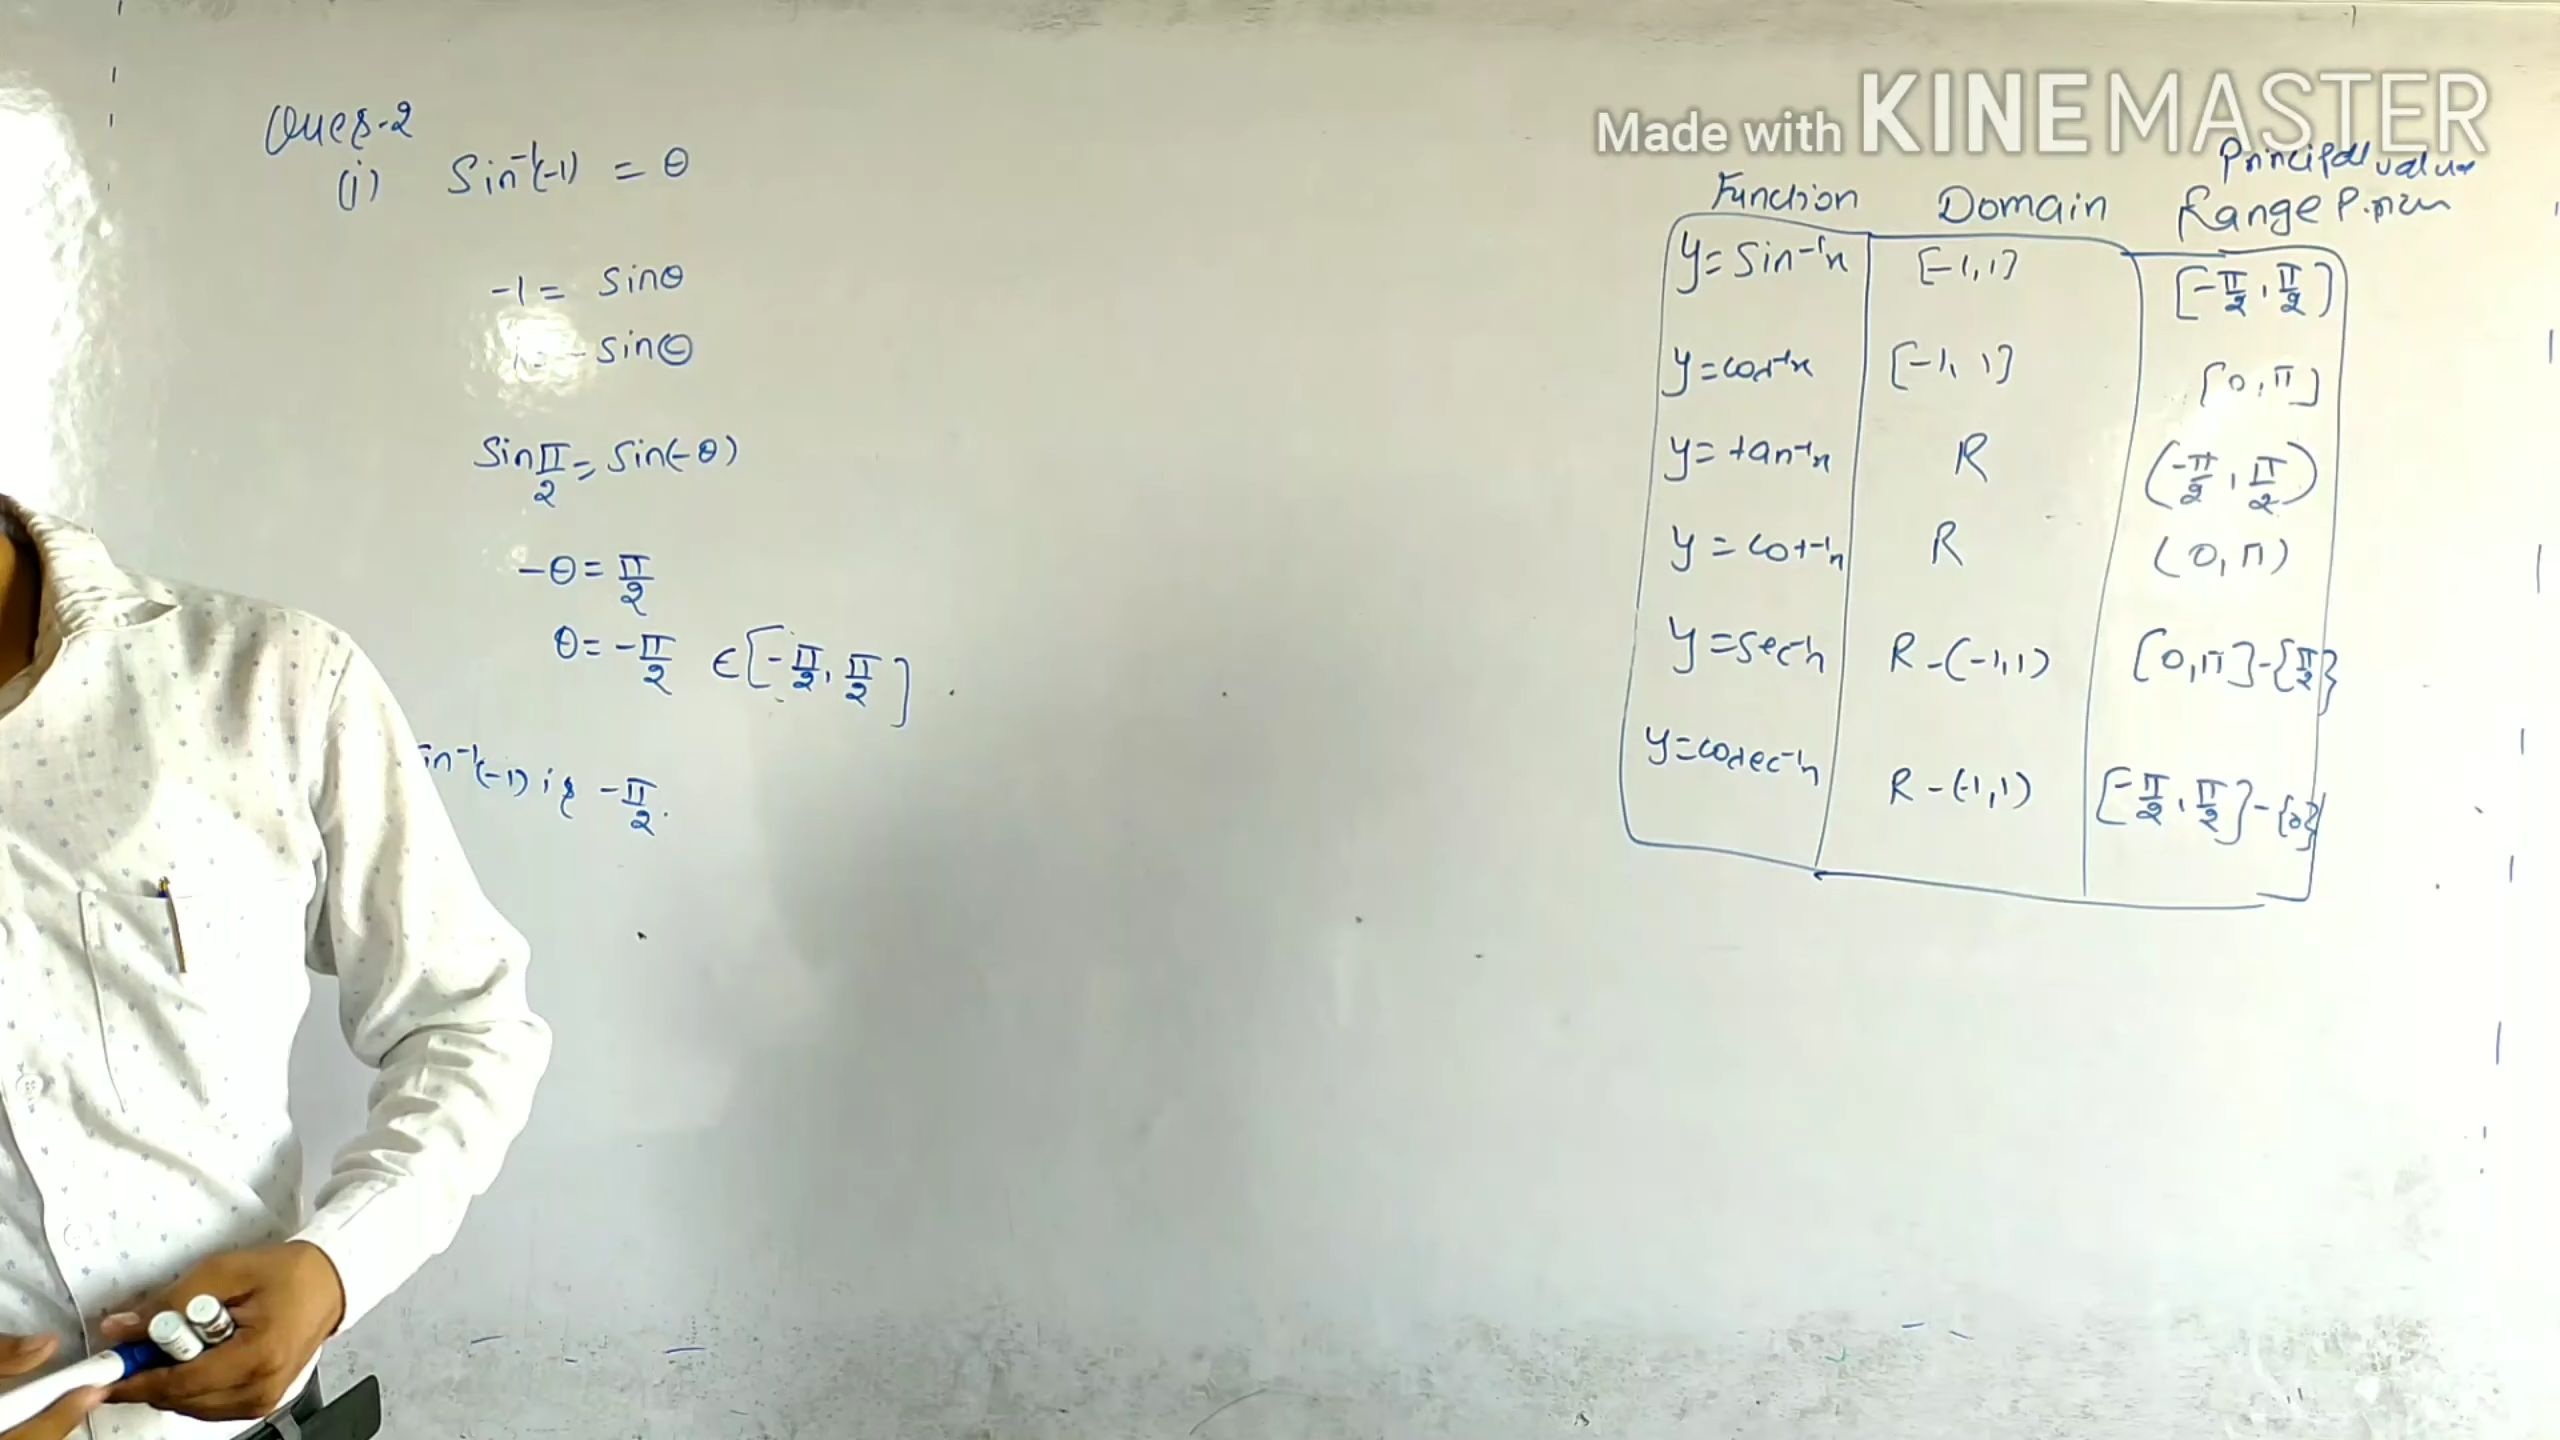 Made with KINEMASTER
Ques-2
(i) Sin⁻¹(-1) = θ
-1 = sinθ
- sinθ
Sin π/2 = Sin(-θ)
-θ = π/2
θ = -π/2 ∈ [-π/2, π/2]
in⁻¹(-1) is -π/2.
Principal value
Function Domain Range
y = sin⁻¹x [-1, 1] [-π/2, π/2]
y = cos⁻¹x [-1, 1] [0, π]
y = tan⁻¹x R (-π/2, π/2)
y = cot⁻¹x R (0, π)
y = sec⁻¹x R - (-1, 1) [0, π] - {π/2}
y = cosec⁻¹x R - (-1, 1) [-π/2, π/2] - {0}